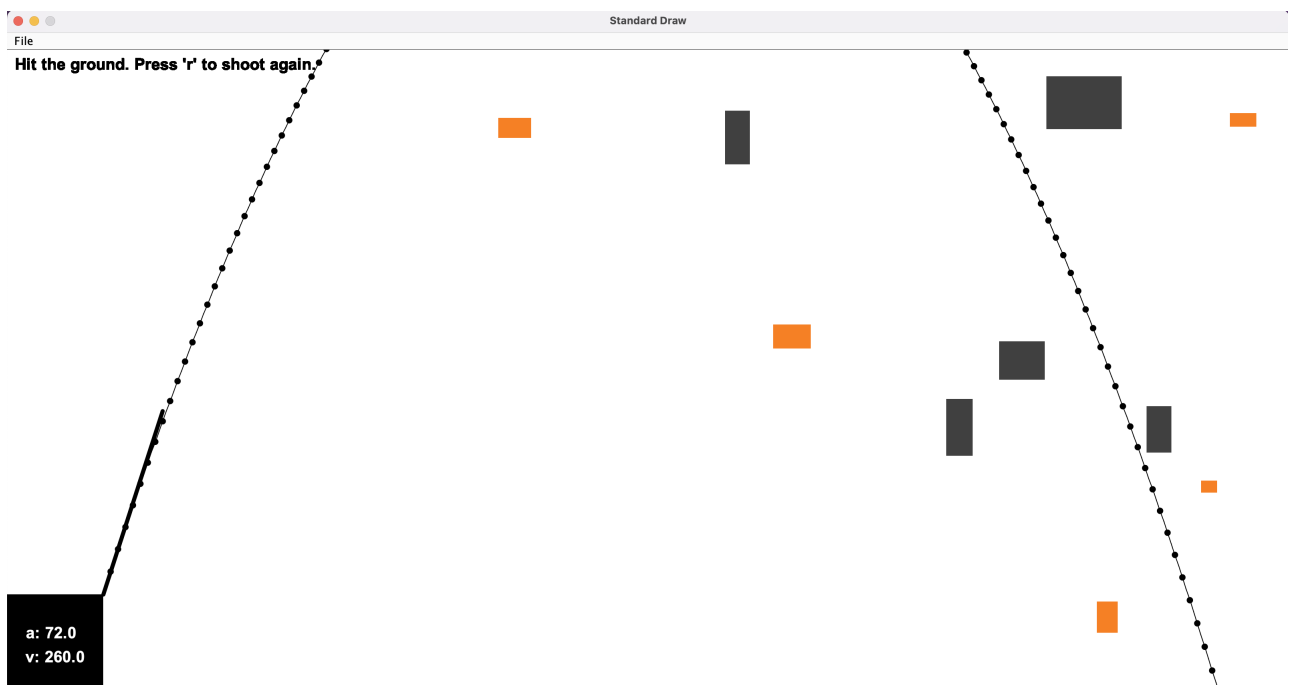 Standard Draw
File
Hit the ground. Press 'r' to shoot again.
a: 72.0
v: 260.0